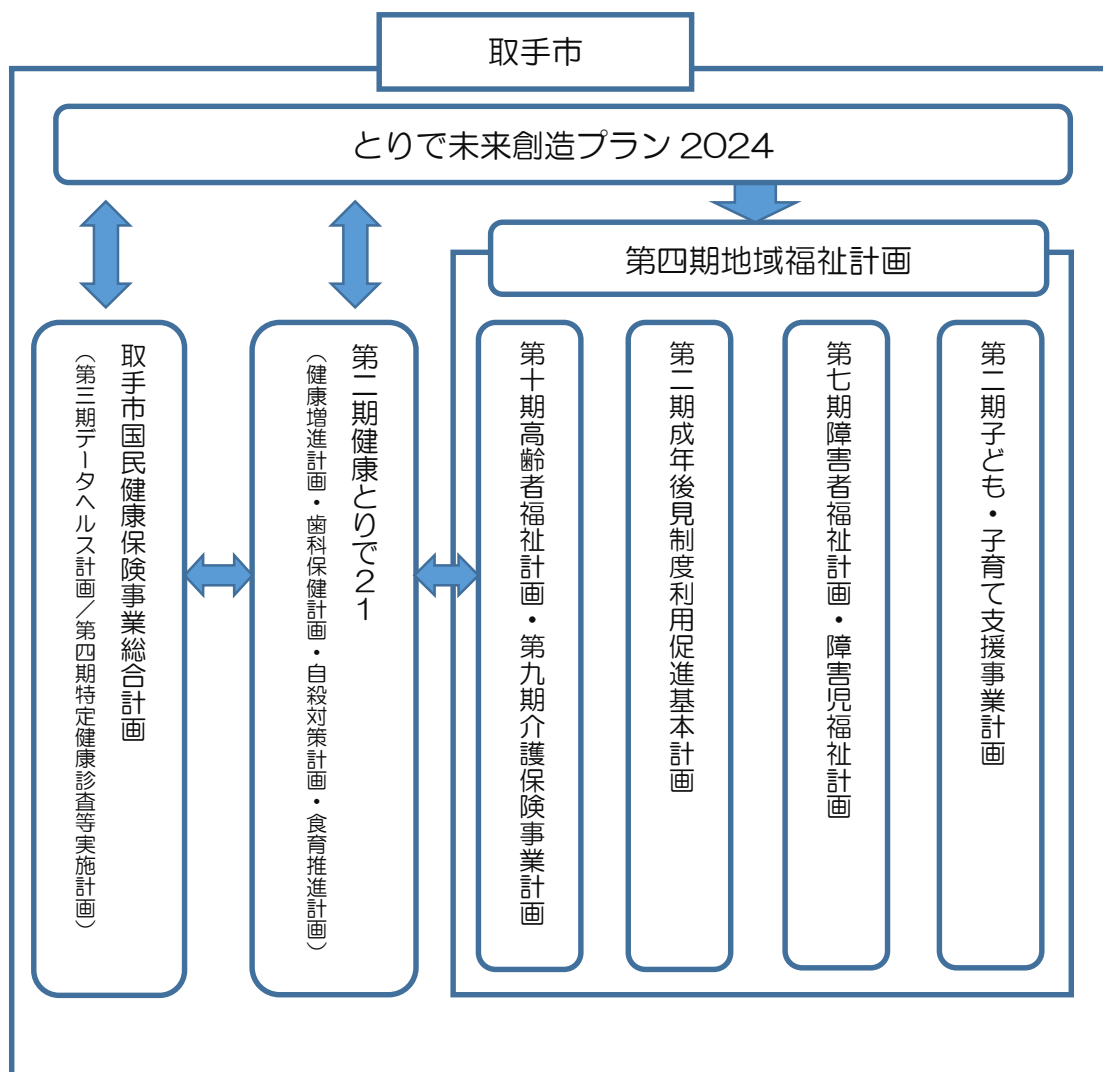 取手市
とりで未来創造プラン 2024
第四期地域福祉計画
第二期子ども・子育て支援事業計画
第七期障害者福祉計画・障害児福祉計画
第二期成年後見制度利用促進基本計画
第十期高齢者福祉計画・第九期介護保険事業計画
第二期健康とりで21
（健康増進計画・歯科保健計画・自殺対策計画・食育推進計画）
取手市国民健康保険事業総合計画
（第三期データヘルス計画／第四期特定健康診査等実施計画）